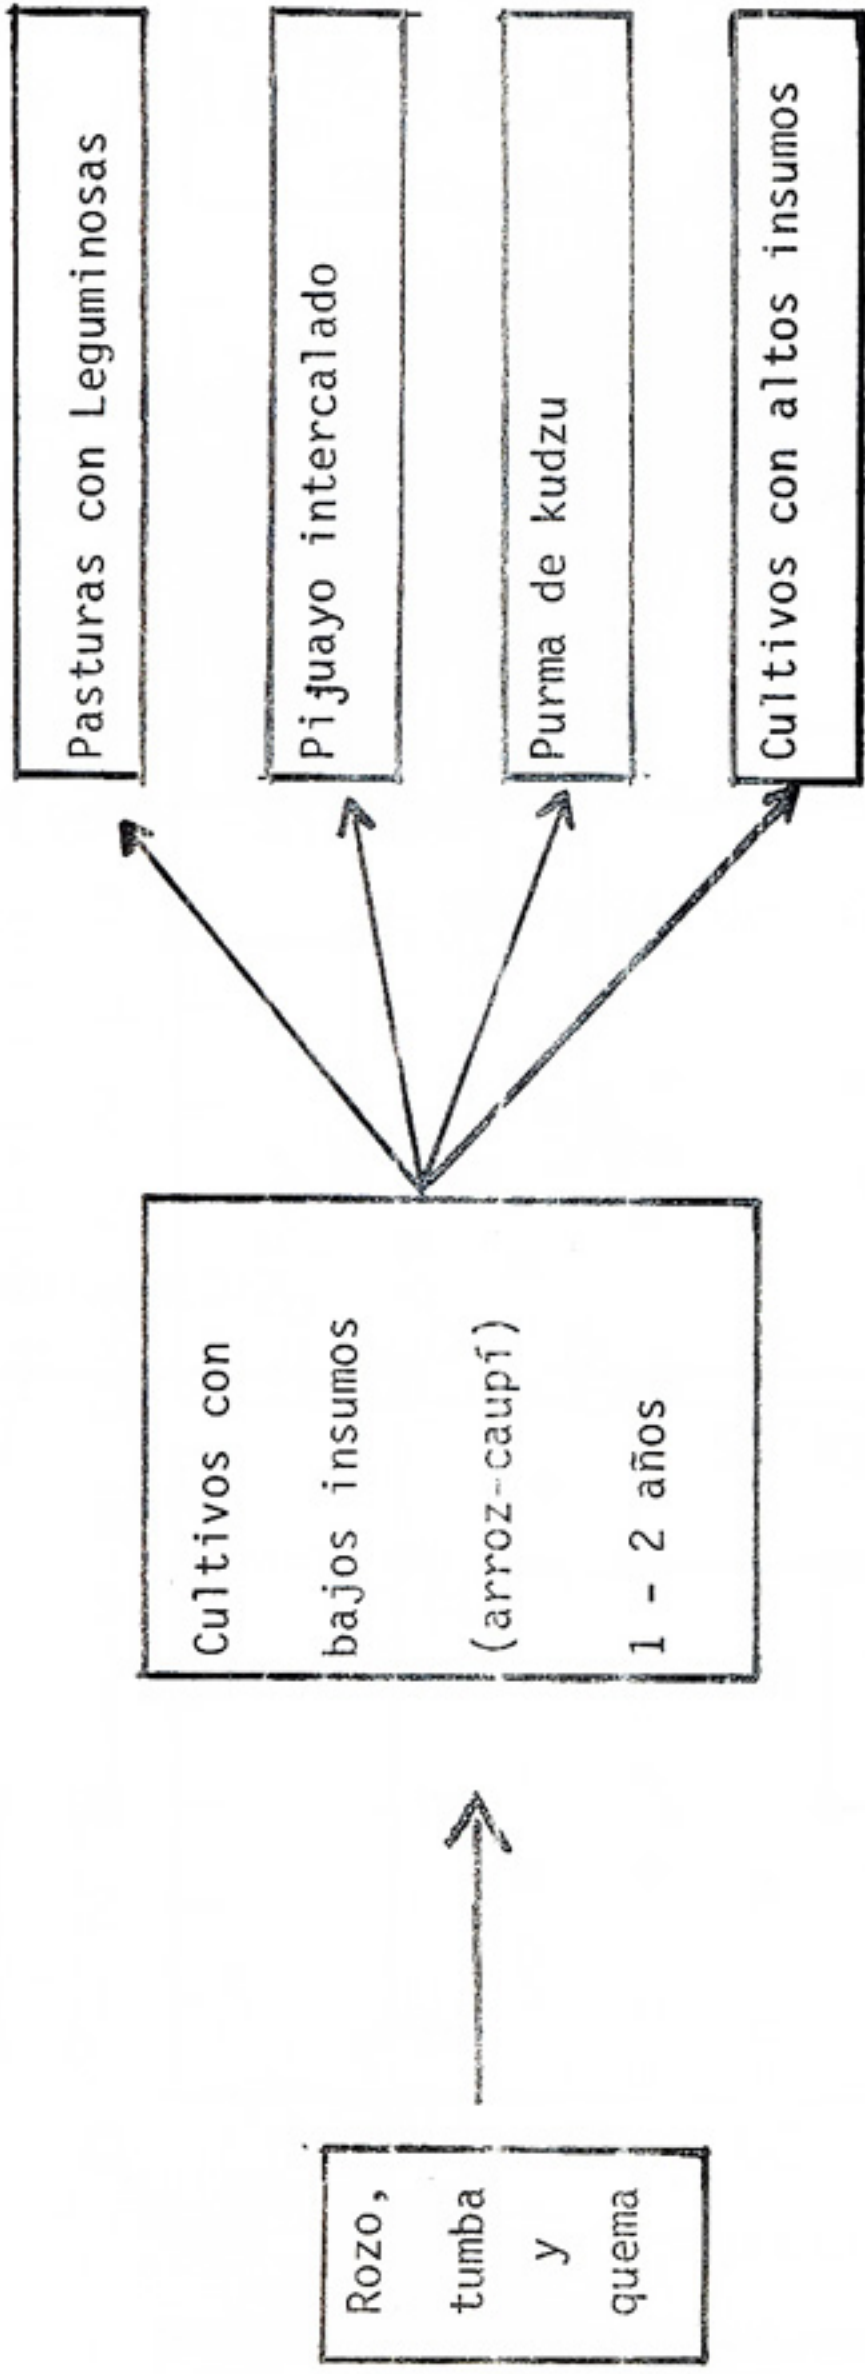 Rozo,
tumba
y
quema
Cultivos con
bajos insumos
(arroz-caupí)
1 - 2 años
Pasturas con Leguminosas
Pijuayo intercalado
Purma de kudzu
Cultivos con altos insumos